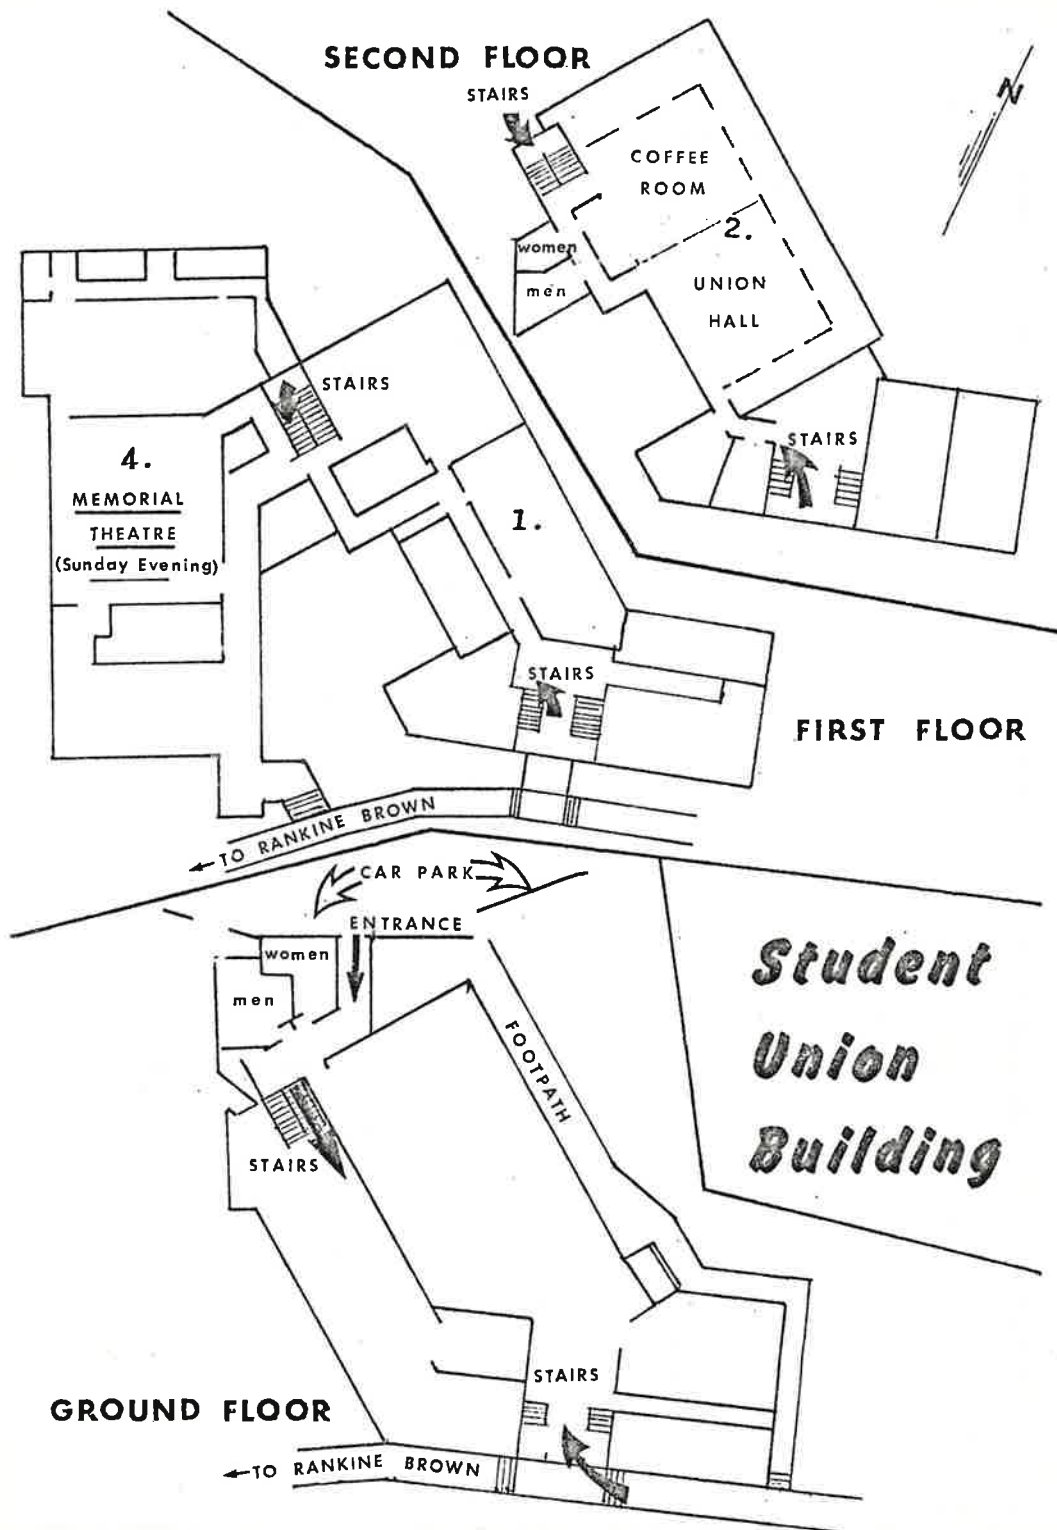 SECOND FLOOR
STAIRS
N
COFFEE
ROOM
2.
women
men
UNION
HALL
STAIRS
STAIRS
4.
MEMORIAL
THEATRE
(Sunday Evening)
1.
STAIRS
FIRST FLOOR
←TO RANKINE BROWN
CAR PARK
ENTRANCE
women
men
FOOTPATH
Student
Union
Building
STAIRS
STAIRS
GROUND FLOOR
←TO RANKINE BROWN